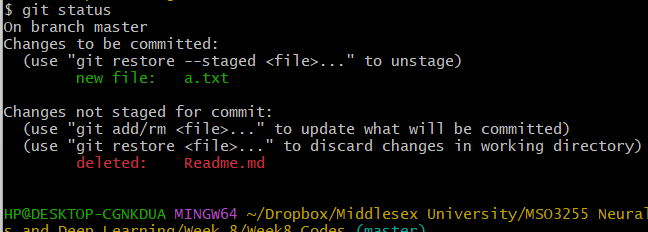 $ git status
On branch master
Changes to be committed:
  (use "git restore --staged <file>..." to unstage)
        new file:   a.txt

Changes not staged for commit:
  (use "git add/rm <file>..." to update what will be committed)
  (use "git restore <file>..." to discard changes in working directory)
        deleted:    Readme.md

HP@DESKTOP-CGNKDUA MINGW64 ~/Dropbox/Middlesex University/MSO3255 Neural
s and Deep Learning/Week 8/Week8 Codes (master)